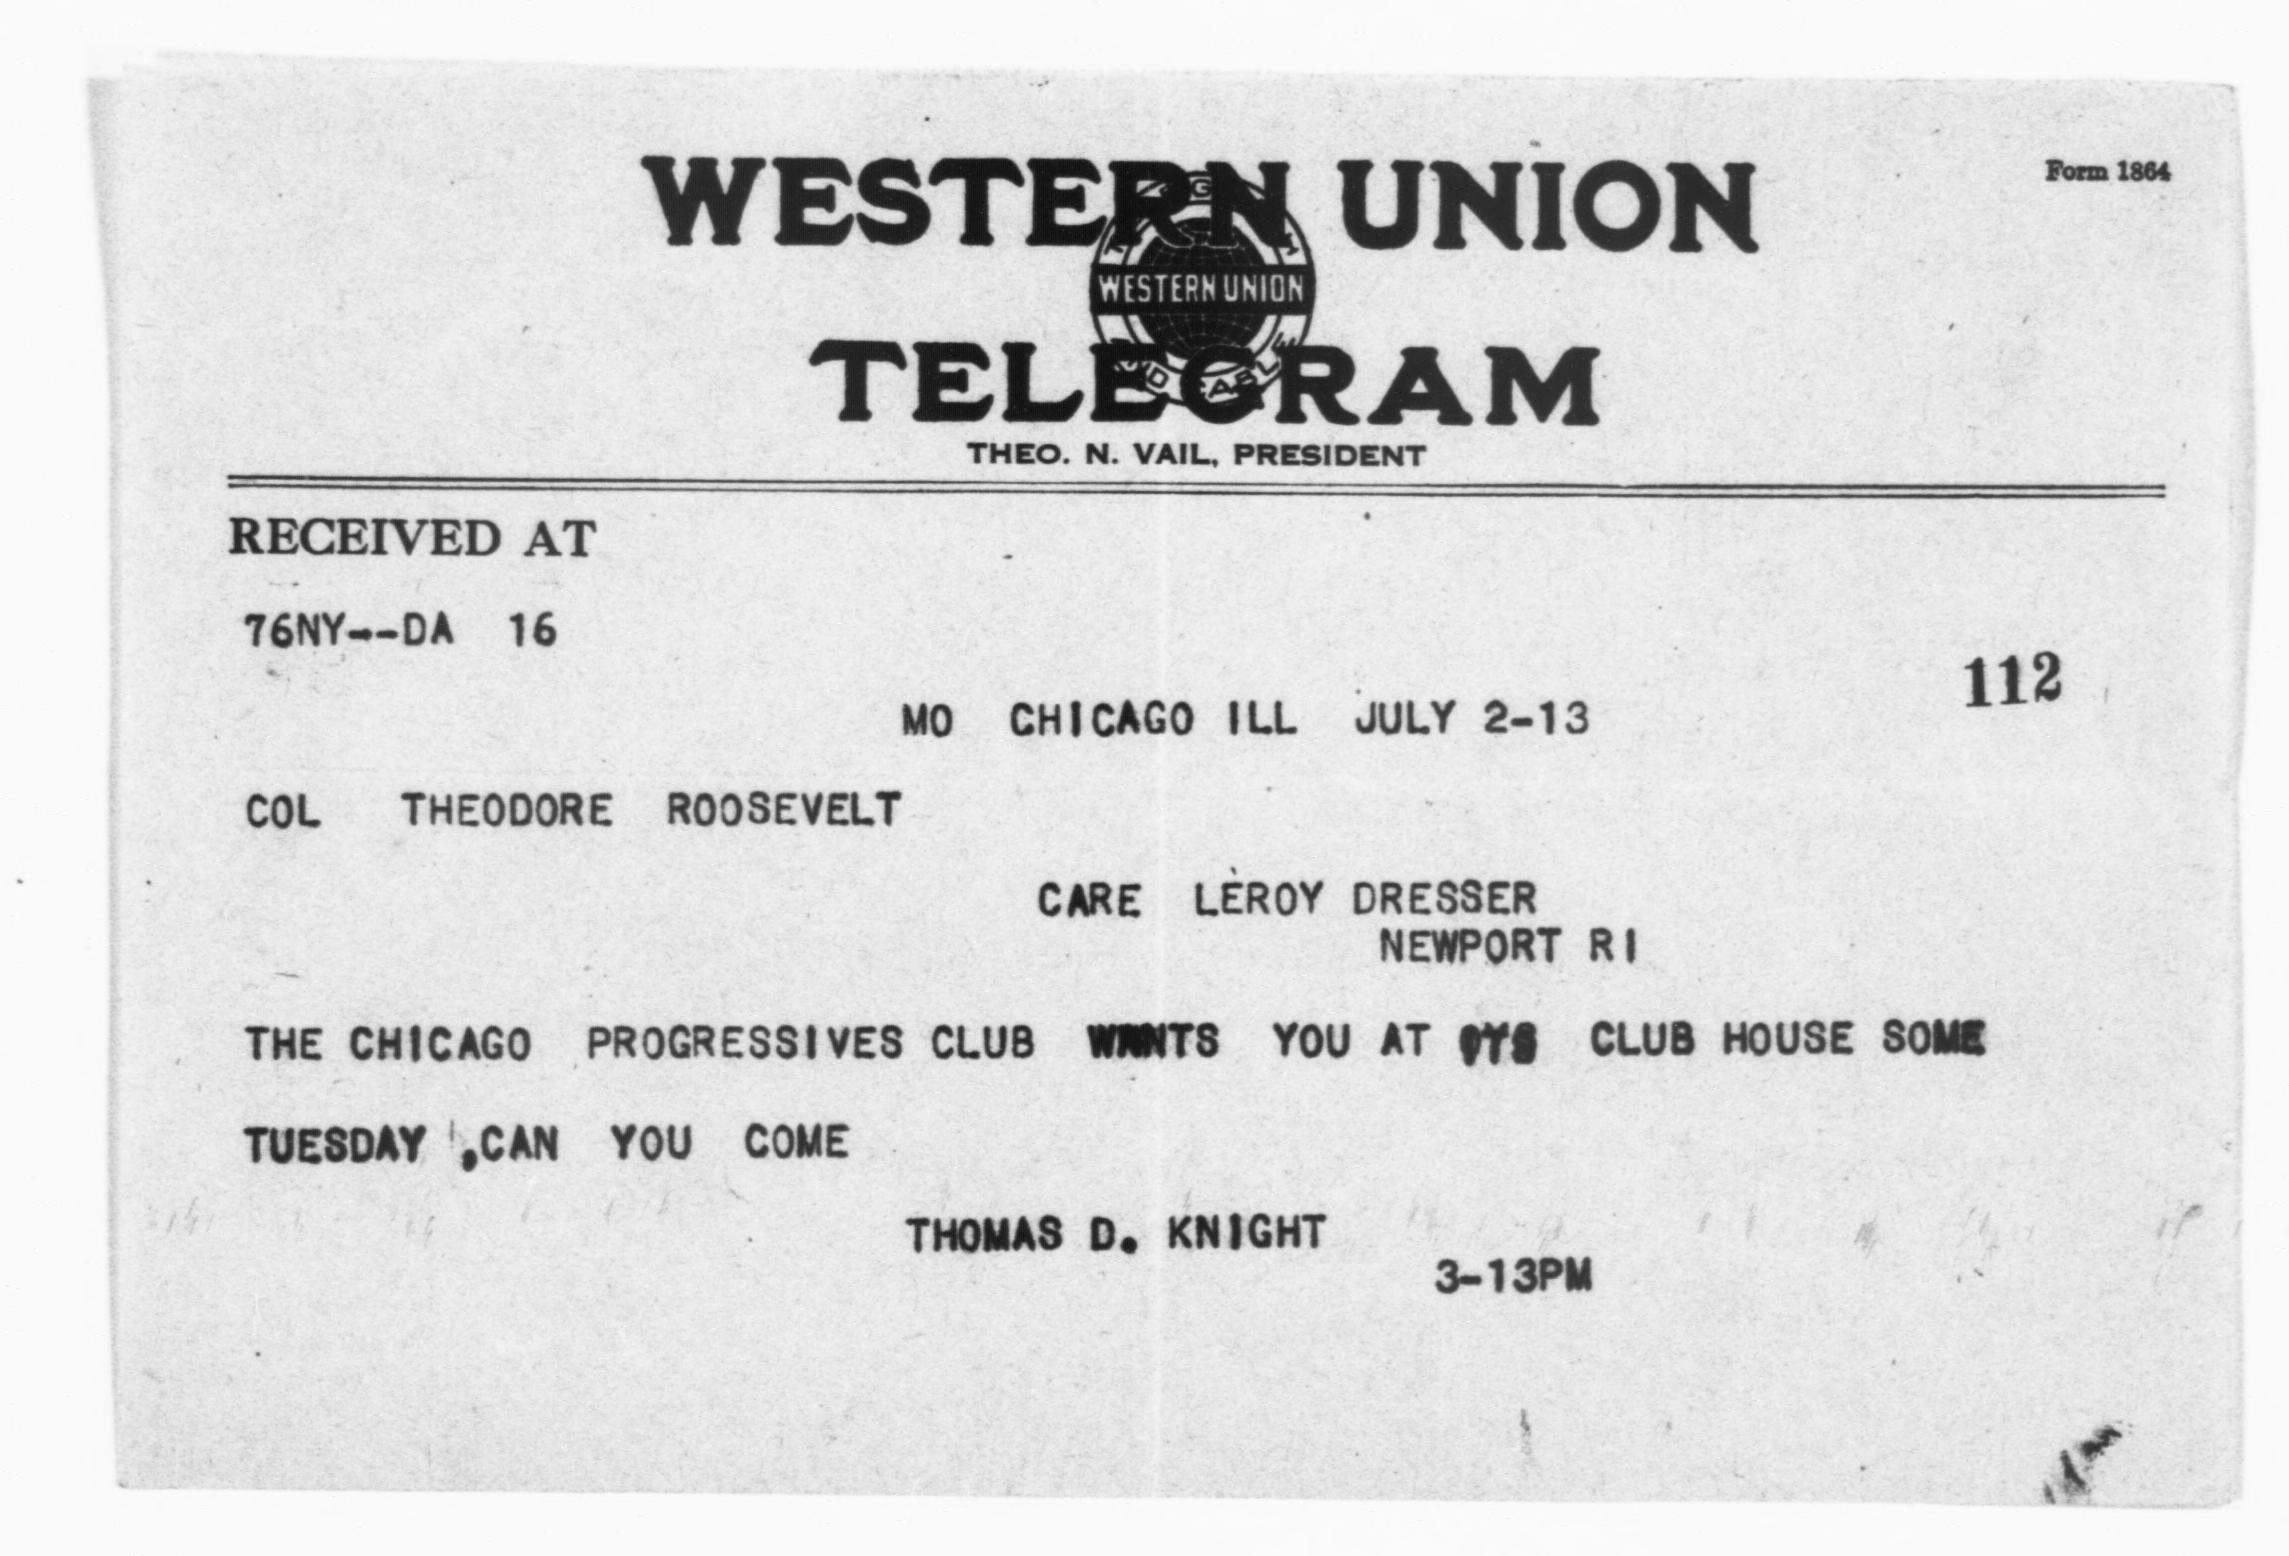 WESTERN UNION
Form 1864
WESTERN UNION
TELEGRAM
THEO. N. VAIL, PRESIDENT
RECEIVED AT
76NY--DA 16
112
MO CHICAGO ILL JULY 2-13
COL THEODORE ROOSEVELT
CARE LEROY DRESSER
NEWPORT RI
THE CHICAGO PROGRESSIVES CLUB WANTS YOU AT ITS CLUB HOUSE SOME
TUESDAY ,CAN YOU COME
THOMAS D. KNIGHT
3-13PM